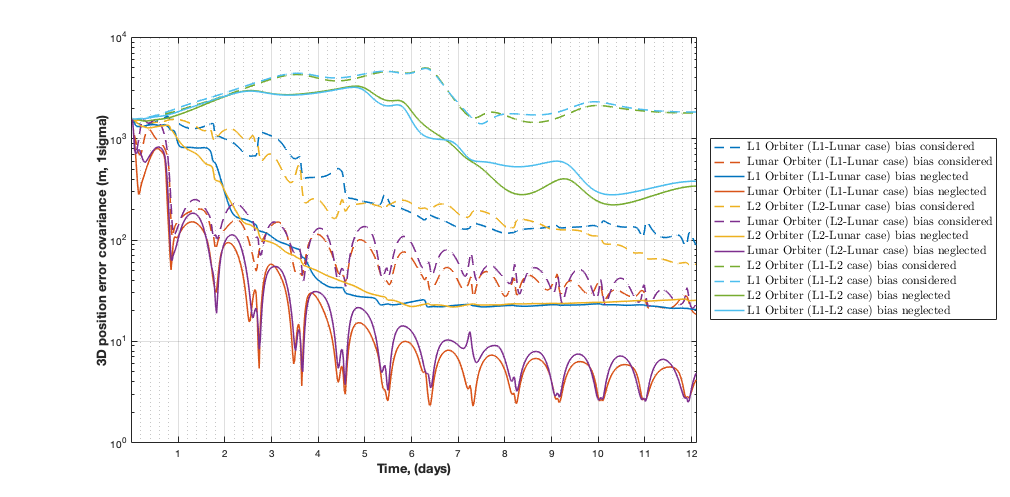 10^4
10^3
10^2
10^1
10^0
3D position error covariance (m, 1sigma)
1 2 3 4 5 6 7 8 9 10 11 12
Time, (days)
L1 Orbiter (L1-Lunar case) bias considered
Lunar Orbiter (L1-Lunar case) bias considered
L1 Orbiter (L1-Lunar case) bias neglected
Lunar Orbiter (L1-Lunar case) bias neglected
L2 Orbiter (L2-Lunar case) bias considered
Lunar Orbiter (L2-Lunar case) bias considered
L2 Orbiter (L2-Lunar case) bias neglected
Lunar Orbiter (L2-Lunar case) bias neglected
L2 Orbiter (L1-L2 case) bias considered
L1 Orbiter (L1-L2 case) bias considered
L2 Orbiter (L1-L2 case) bias neglected
L1 Orbiter (L1-L2 case) bias neglected